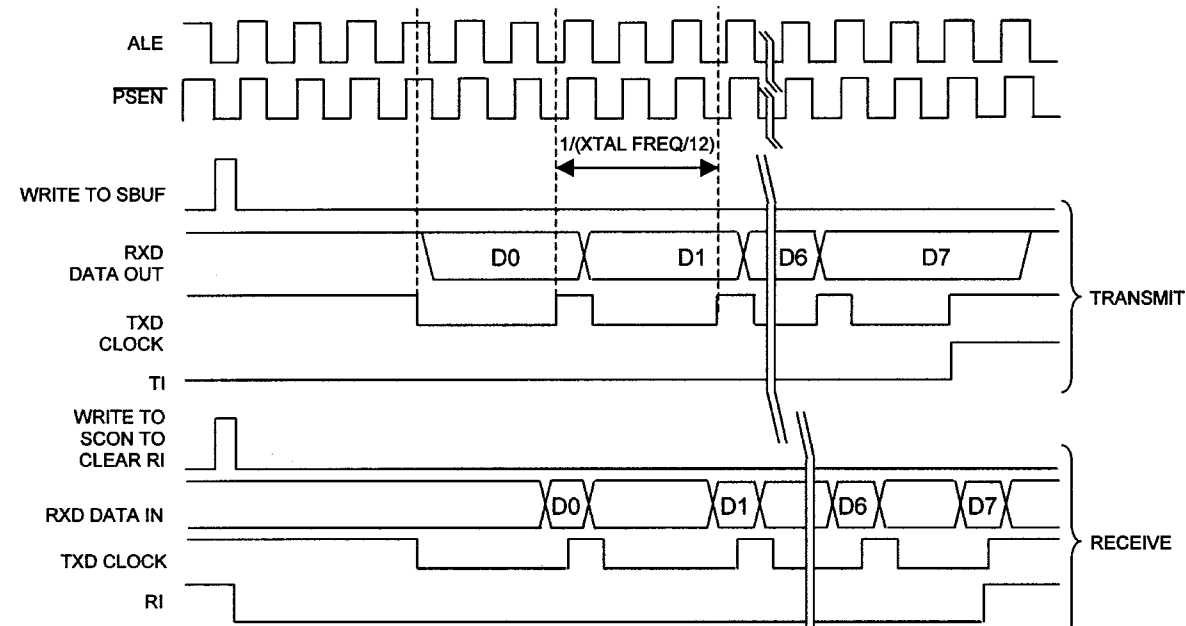 ALE
PSEN
1/(XTAL FREQ/12)
WRITE TO SBUF
RXD
DATA OUT
D0 D1 D6 D7
TXD
CLOCK
TRANSMIT
TI
WRITE TO
SCON TO
CLEAR RI
RXD DATA IN
D0 D1 D6 D7
TXD CLOCK
RECEIVE
RI